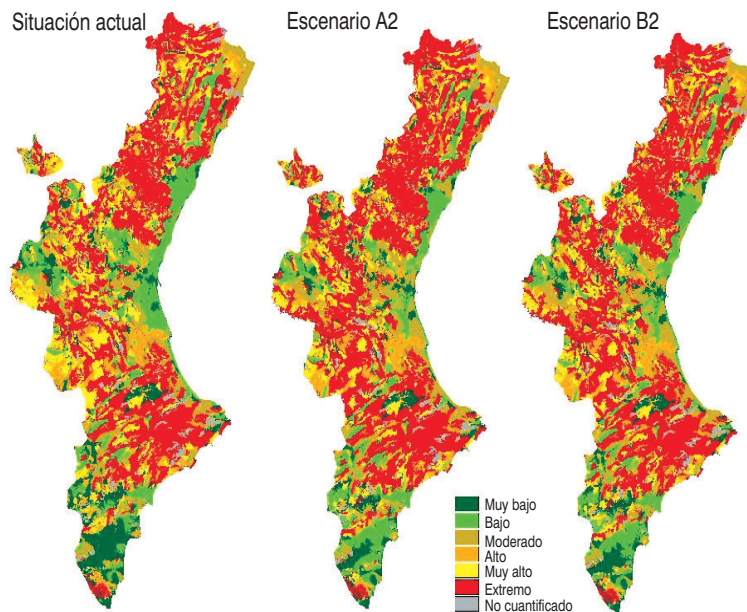 Situación actual
Escenario A2
Escenario B2
Muy bajo
Bajo
Moderado
Alto
Muy alto
Extremo
No cuantificado